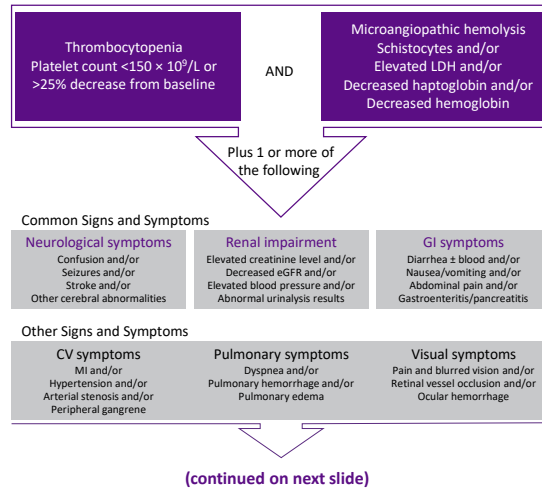 Thrombocytopenia
Platelet count <150 × 10⁹/L or
>25% decrease from baseline
AND
Microangiopathic hemolysis
Schistocytes and/or
Elevated LDH and/or
Decreased haptoglobin and/or
Decreased hemoglobin
Plus 1 or more of
the following
Common Signs and Symptoms
Neurological symptoms
Confusion and/or
Seizures and/or
Stroke and/or
Other cerebral abnormalities
Renal impairment
Elevated creatinine level and/or
Decreased eGFR and/or
Elevated blood pressure and/or
Abnormal urinalysis results
GI symptoms
Diarrhea ± blood and/or
Nausea/vomiting and/or
Abdominal pain and/or
Gastroenteritis/pancreatitis
Other Signs and Symptoms
CV symptoms
MI and/or
Hypertension and/or
Arterial stenosis and/or
Peripheral gangrene
Pulmonary symptoms
Dyspnea and/or
Pulmonary hemorrhage and/or
Pulmonary edema
Visual symptoms
Pain and blurred vision and/or
Retinal vessel occlusion and/or
Ocular hemorrhage
(continued on next slide)